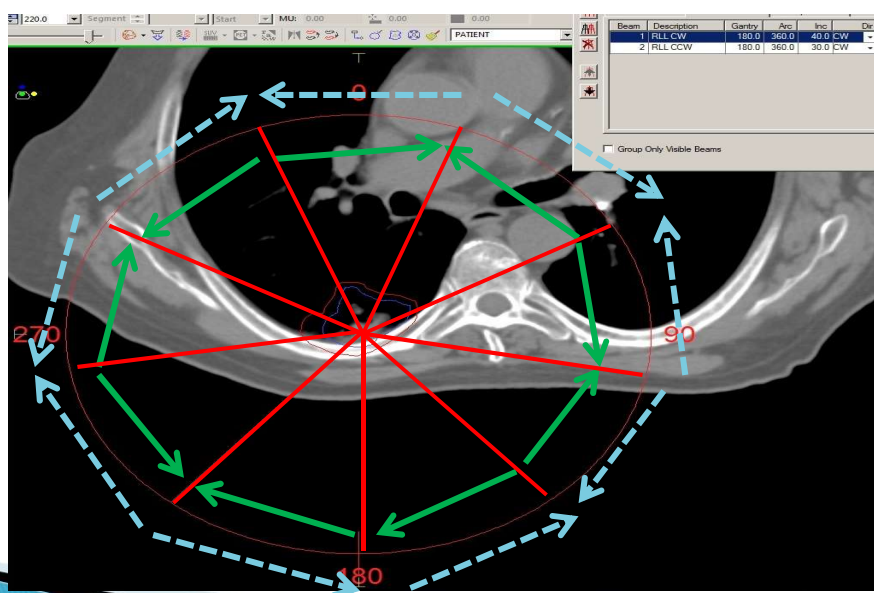 220.0 Segment Start MU: 0.00 0.00 0.00
PATIENT
Beam Description Gantry Arc Inc Dir
1 RLL CW 180.0 360.0 40.0 CW
2 RLL CCW 180.0 360.0 30.0 CW
Group Only Visible Beams
0
270
90
180